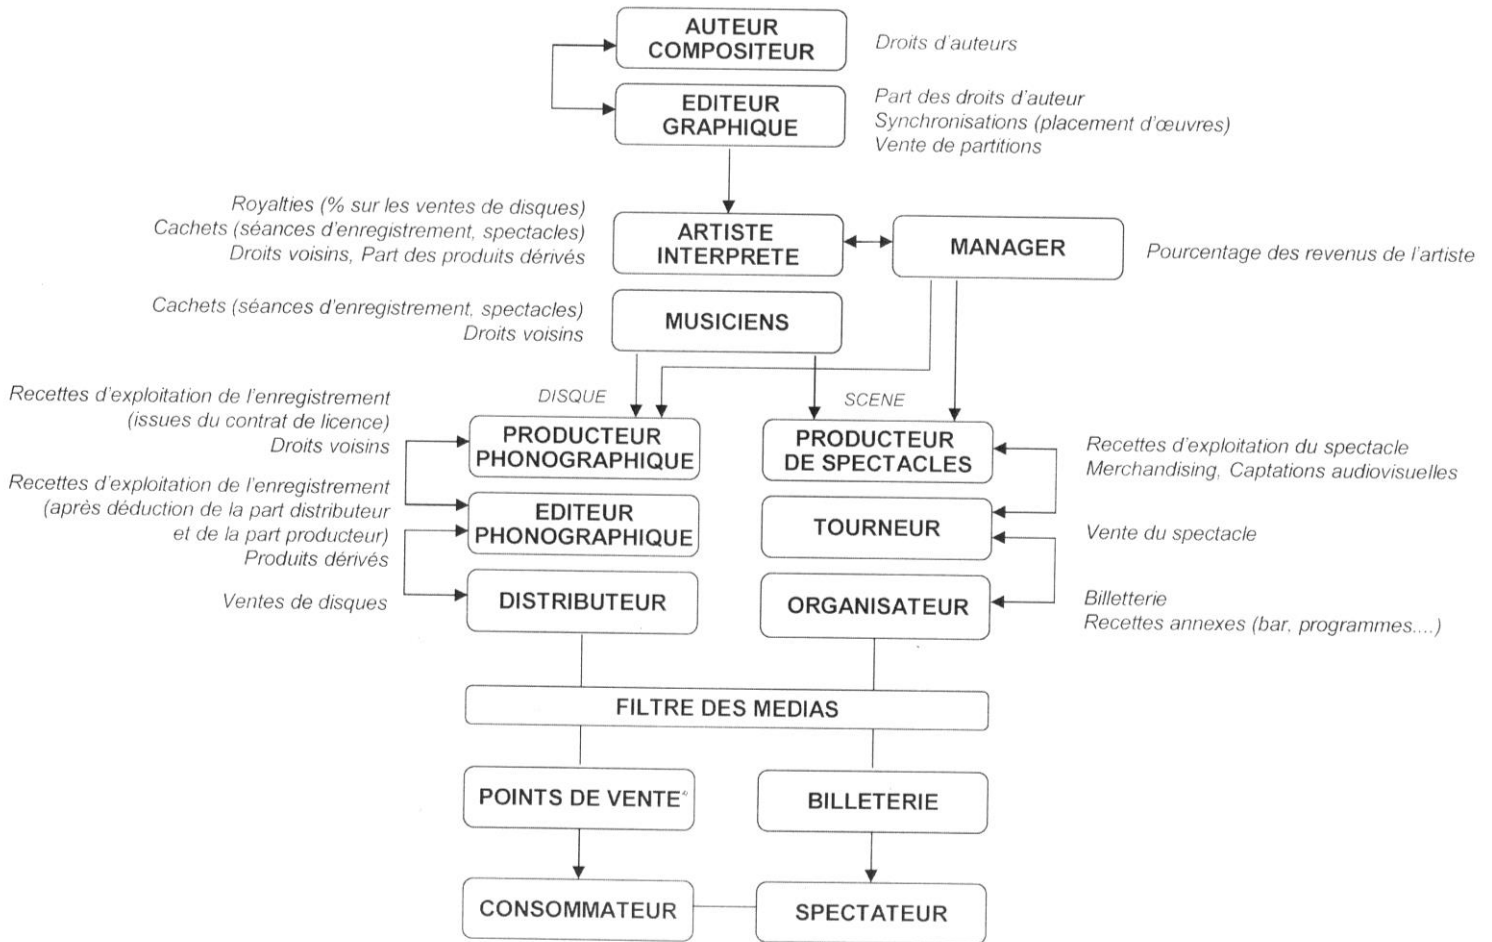 AUTEUR
COMPOSITEUR
Droits d'auteurs
EDITEUR
GRAPHIQUE
Part des droits d'auteur
Synchronisations (placement d'œuvres)
Vente de partitions
Royalties (% sur les ventes de disques)
Cachets (séances d'enregistrement, spectacles)
Droits voisins, Part des produits dérivés
ARTISTE
INTERPRETE
MANAGER
Pourcentage des revenus de l'artiste
Cachets (séances d'enregistrement, spectacles)
Droits voisins
MUSICIENS
DISQUE
SCENE
Recettes d'exploitation de l'enregistrement
(issues du contrat de licence)
Droits voisins
PRODUCTEUR
PHONOGRAPHIQUE
PRODUCTEUR
DE SPECTACLES
Recettes d'exploitation du spectacle
Merchandising, Captations audiovisuelles
Recettes d'exploitation de l'enregistrement
(après déduction de la part distributeur
et de la part producteur)
Produits dérivés
EDITEUR
PHONOGRAPHIQUE
TOURNEUR
Vente du spectacle
Ventes de disques
DISTRIBUTEUR
ORGANISATEUR
Billetterie
Recettes annexes (bar, programmes....)
FILTRE DES MEDIAS
POINTS DE VENTE
BILLETERIE
CONSOMMATEUR
SPECTATEUR